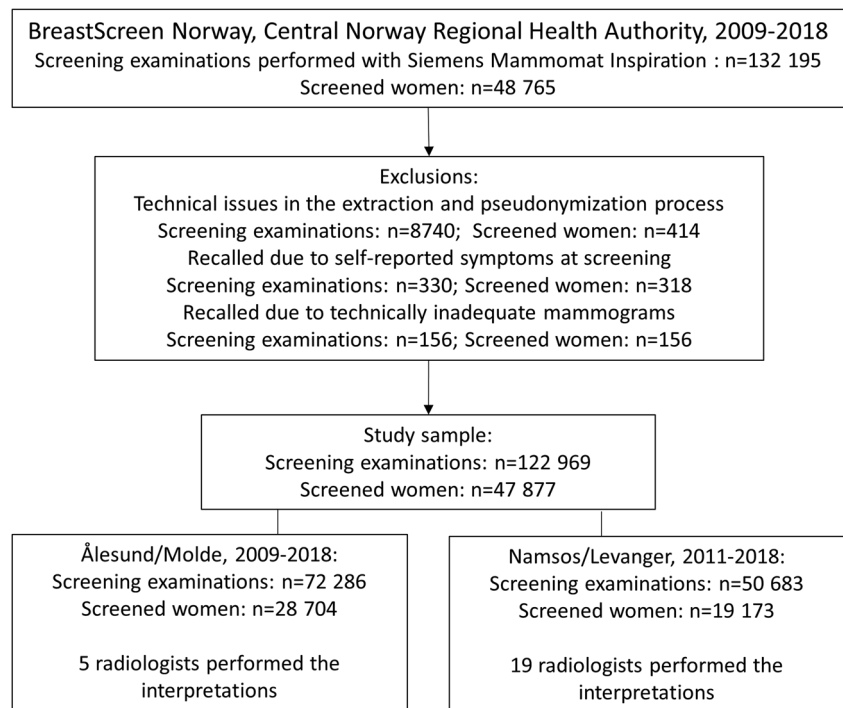 BreastScreen Norway, Central Norway Regional Health Authority, 2009-2018
Screening examinations performed with Siemens Mammomat Inspiration : n=132 195
Screened women: n=48 765
Exclusions:
Technical issues in the extraction and pseudonymization process
Screening examinations: n=8740; Screened women: n=414
Recalled due to self-reported symptoms at screening
Screening examinations: n=330; Screened women: n=318
Recalled due to technically inadequate mammograms
Screening examinations: n=156; Screened women: n=156
Study sample:
Screening examinations: n=122 969
Screened women: n=47 877
Ålesund/Molde, 2009-2018:
Screening examinations: n=72 286
Screened women: n=28 704
5 radiologists performed the
interpretations
Namsos/Levanger, 2011-2018:
Screening examinations: n=50 683
Screened women: n=19 173
19 radiologists performed the
interpretations